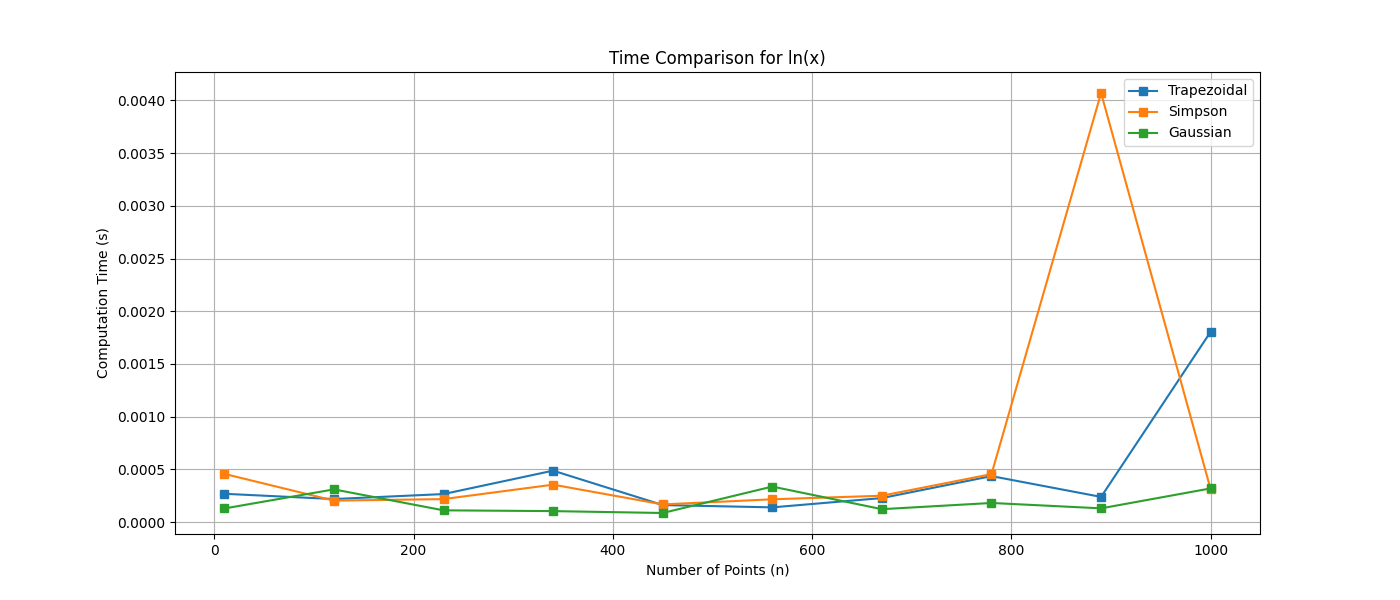 Time Comparison for ln(x)
Trapezoidal
Simpson
Gaussian
Computation Time (s)
0.0040
0.0035
0.0030
0.0025
0.0020
0.0015
0.0010
0.0005
0.0000
0 200 400 600 800 1000
Number of Points (n)